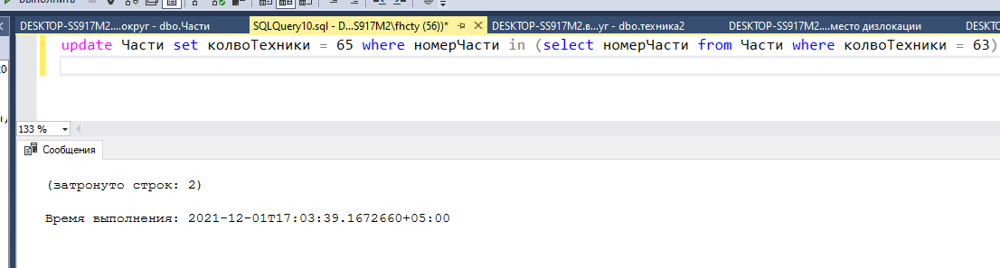 DESKTOP-SS917M2....округ - dbo.Части
SQLQuery10.sql - D...S917M2\fhcty (56))*
DESKTOP-SS917M2.в...уг - dbo.техника2
DESKTOP-SS917M2....место дизлокации
DESKTO
update Части set колвоТехники = 65 where номерЧасти in (select номерЧасти from Части where колвоТехники = 63)
133 %
Сообщения
(затронуто строк: 2)
Время выполнения: 2021-12-01T17:03:39.1672660+05:00